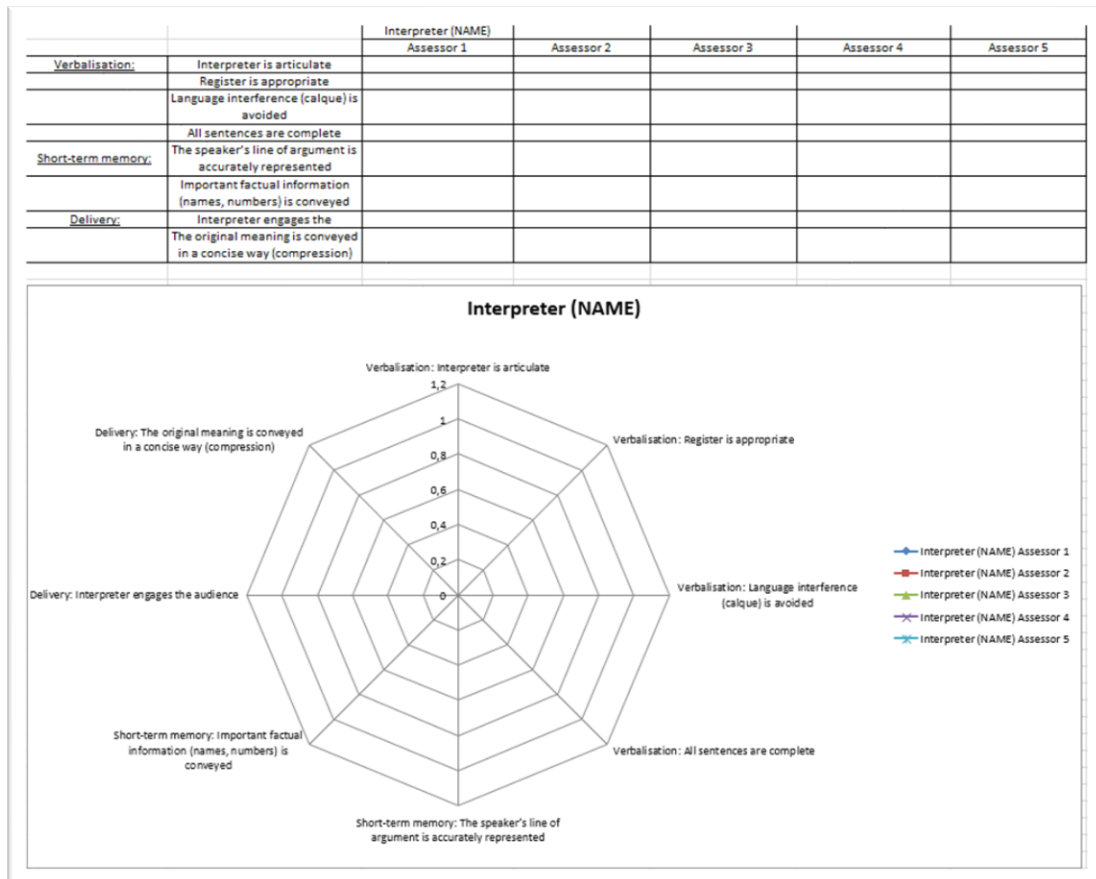 Interpreter (NAME)
Assessor 1 Assessor 2 Assessor 3 Assessor 4 Assessor 5
Verbalisation: Interpreter is articulate
Register is appropriate
Language interference (calque) is
avoided
All sentences are complete
Short-term memory: The speaker's line of argument is
accurately represented
Important factual information
(names, numbers) is conveyed
Delivery: Interpreter engages the
The original meaning is conveyed
in a concise way (compression)
Interpreter (NAME)
Verbalisation: Interpreter is articulate
1,2
1
0,8
0,6
0,4
0,2
0
Verbalisation: Register is appropriate
Verbalisation: Language interference
(calque) is avoided
Verbalisation: All sentences are complete
Short-term memory: The speaker's line of
argument is accurately represented
Short-term memory: Important factual
information (names, numbers) is
conveyed
Delivery: Interpreter engages the audience
Delivery: The original meaning is conveyed
in a concise way (compression)
Interpreter (NAME) Assessor 1
Interpreter (NAME) Assessor 2
Interpreter (NAME) Assessor 3
Interpreter (NAME) Assessor 4
Interpreter (NAME) Assessor 5